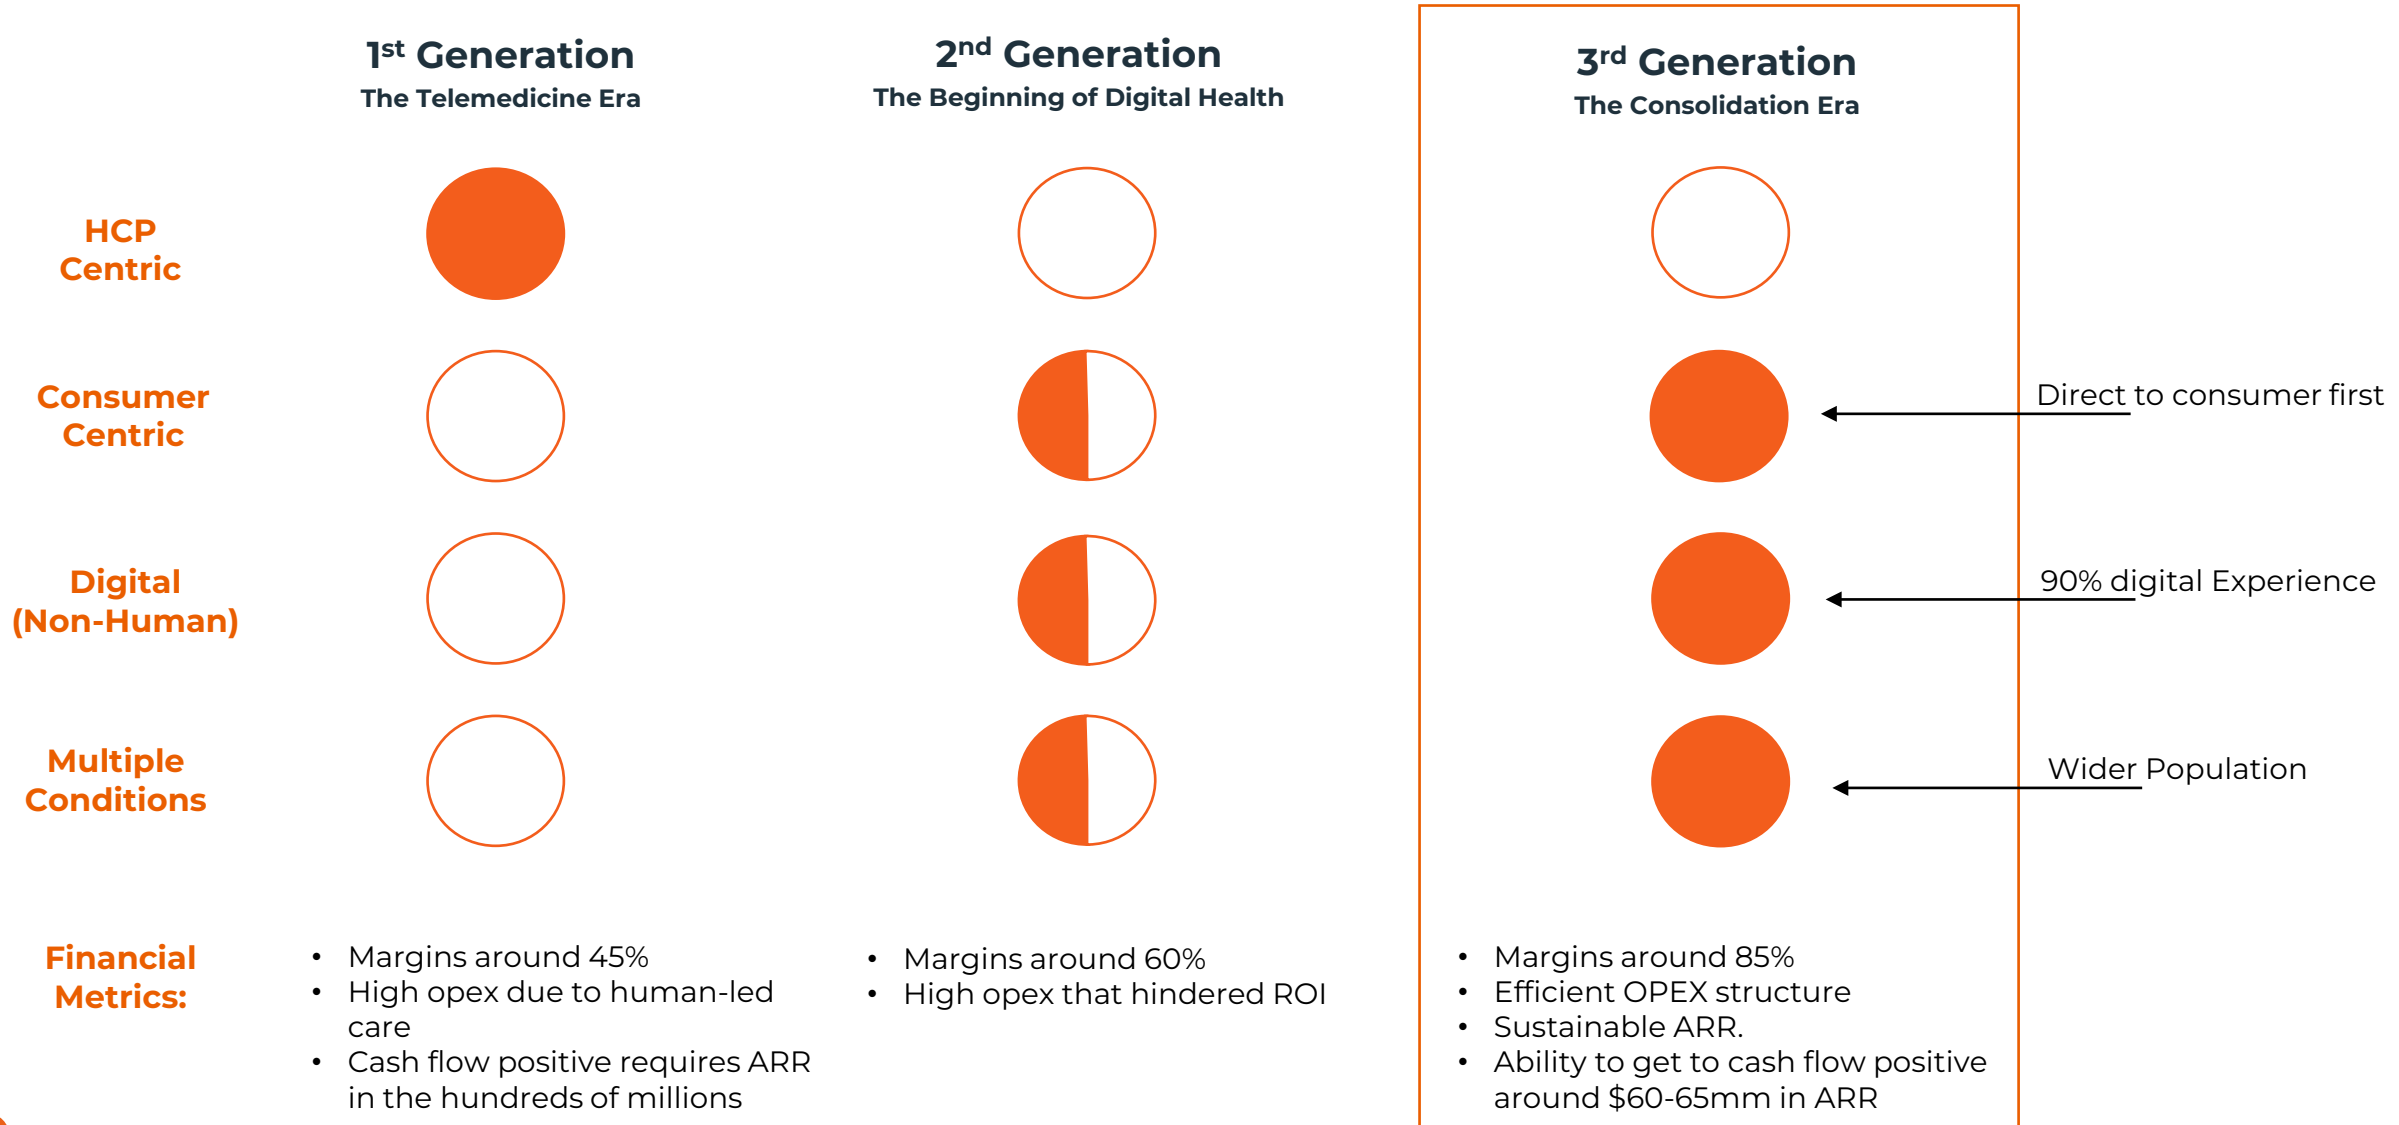 1st Generation
The Telemedicine Era
2nd Generation
The Beginning of Digital Health
3rd Generation
The Consolidation Era
HCP
Centric
Consumer
Centric
Direct to consumer first
Digital
(Non-Human)
90% digital Experience
Multiple
Conditions
Wider Population
Financial
Metrics:
• Margins around 45%
• High opex due to human-led
care
• Cash flow positive requires ARR
in the hundreds of millions
• Margins around 60%
• High opex that hindered ROI
• Margins around 85%
• Efficient OPEX structure
• Sustainable ARR.
• Ability to get to cash flow positive
around $60-65mm in ARR